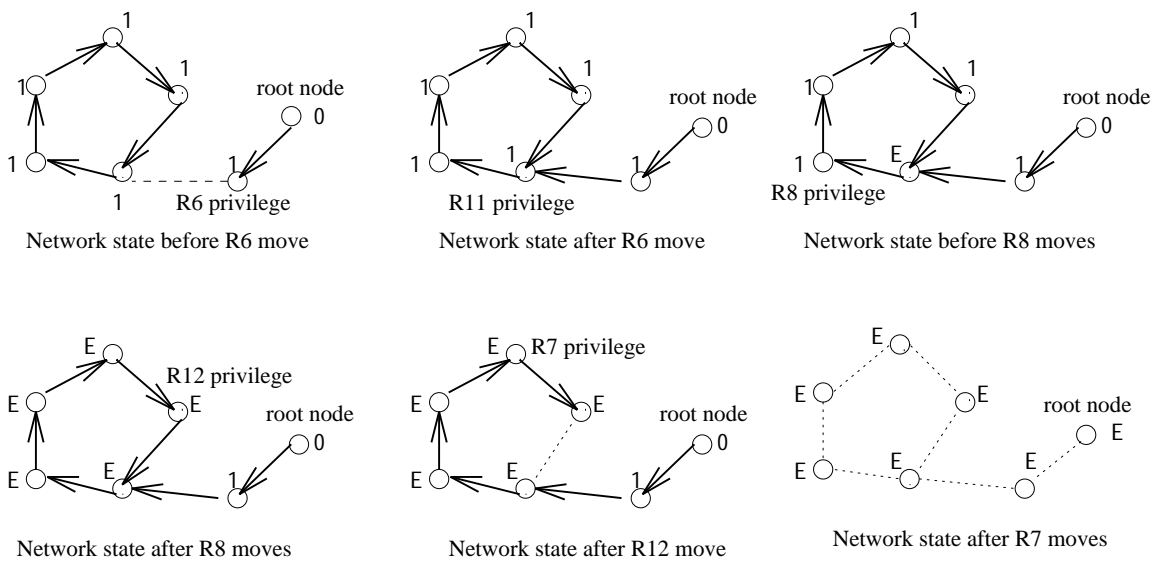 1
1
1
1
root node
0
1
1
1
R6 privilege
Network state before R6 move
1
1
1
root node
0
1
1
1
R11 privilege
Network state after R6 move
1
1
1
root node
0
1
E
1
R8 privilege
Network state before R8 moves
E
R12 privilege
E
E
root node
0
E
E
1
Network state after R8 moves
E
R7 privilege
E
E
root node
0
E
E
1
Network state after R12 move
E
E
E
root node
E
E
E
E
Network state after R7 moves